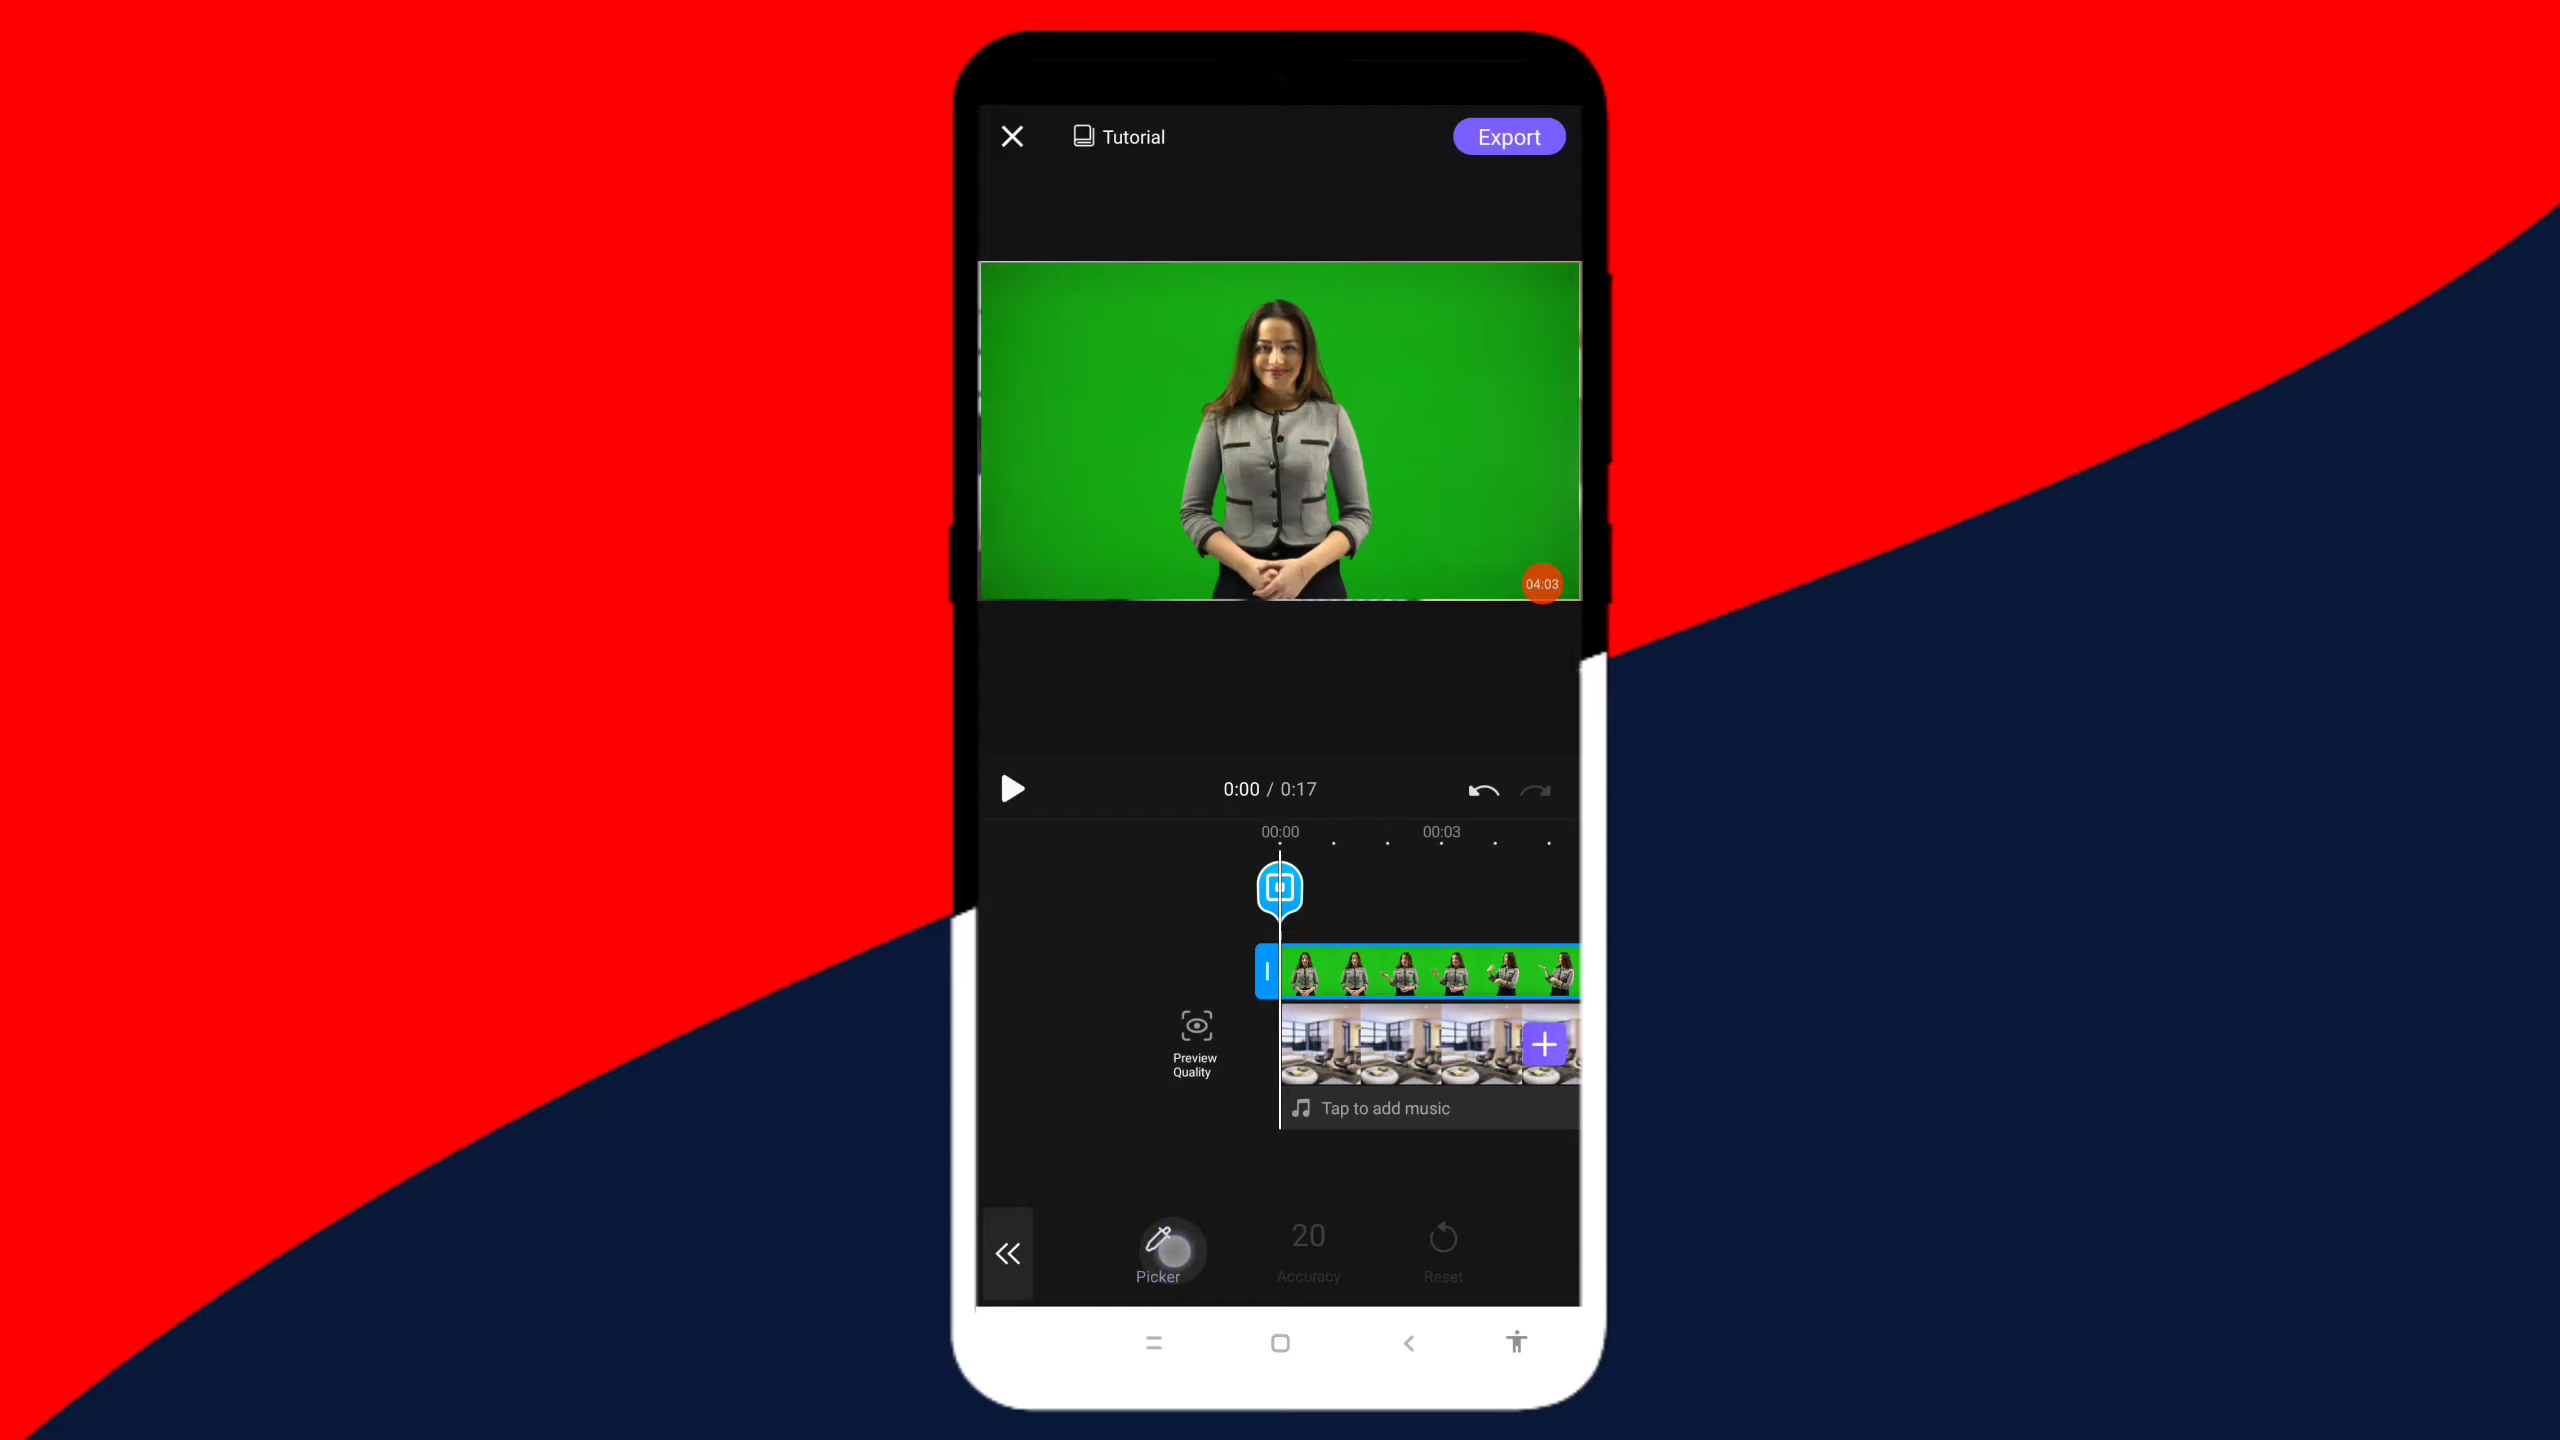 Tutorial
Export
04:03
0:00 / 0:17
00:00
00:03
Preview
Quality
Tap to add music
20
Picker
Accuracy
Reset